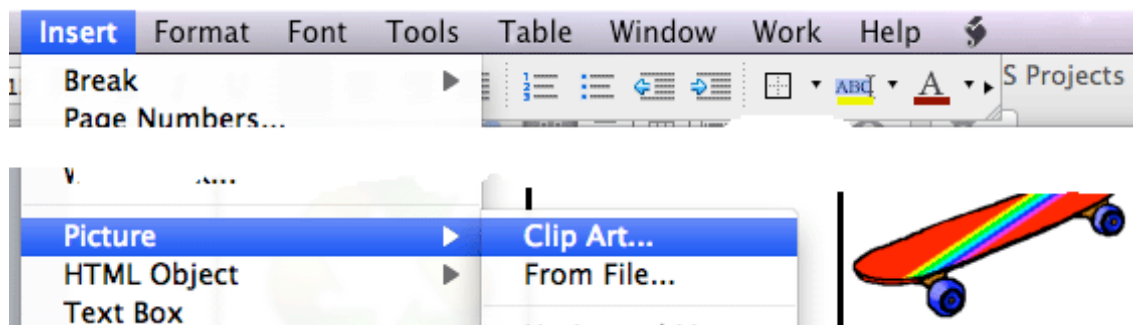 Insert Format Font Tools Table Window Work Help
Break
ABC A S Projects
Page Numbers...
Picture Clip Art...
HTML Object From File...
Text Box